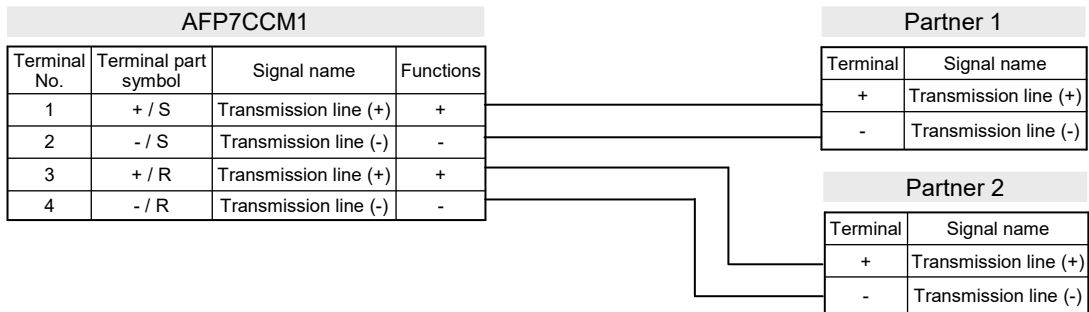 AFP7CCM1
Terminal No. Terminal part symbol Signal name Functions
1 + / S Transmission line (+) +
2 - / S Transmission line (-) -
3 + / R Transmission line (+) +
4 - / R Transmission line (-) -
Partner 1
Terminal Signal name
+ Transmission line (+)
- Transmission line (-)
Partner 2
Terminal Signal name
+ Transmission line (+)
- Transmission line (-)